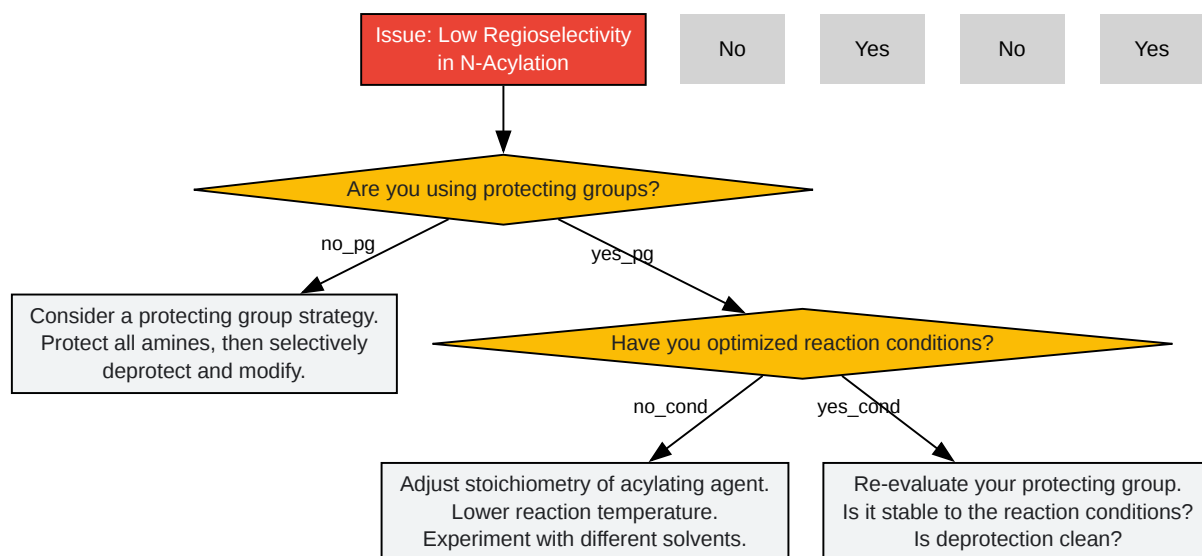 Issue: Low Regioselectivity
in N-Acylation
No
Yes
No
Yes
Are you using protecting groups?
no_pg
yes_pg
Consider a protecting group strategy.
Protect all amines, then selectively
deprotect and modify.
Have you optimized reaction conditions?
no_cond
yes_cond
Adjust stoichiometry of acylating agent.
Lower reaction temperature.
Experiment with different solvents.
Re-evaluate your protecting group.
Is it stable to the reaction conditions?
Is deprotection clean?